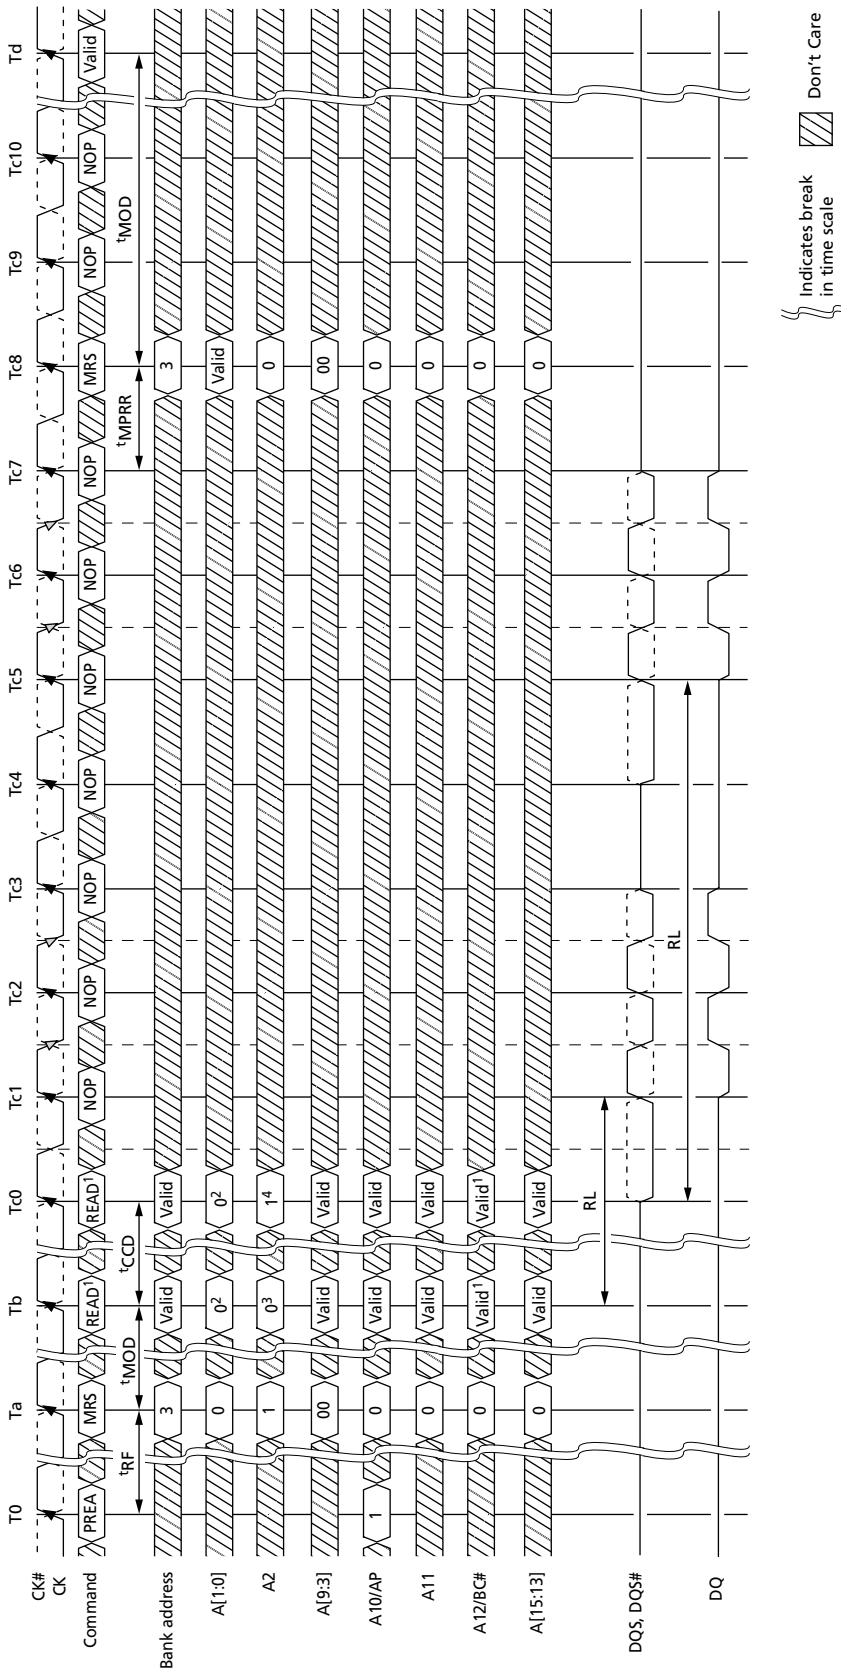 T0 Ta Tb Tc0 Tc1 Tc2 Tc3 Tc4 Tc5 Tc6 Tc7 Tc8 Tc9 Tc10 Td
CK#
CK
Command PREA MRS READ¹ READ¹ NOP NOP NOP NOP NOP NOP NOP MRS NOP NOP Valid
tRF tMOD tCCD tMPRR tMOD
Bank address 3 Valid Valid 3
A[1:0] 0 0² 0² Valid
A2 1 0³ 1⁴ 0
A[9:3] 00 Valid Valid 00
A10/AP 1 0 Valid Valid 0
A11 0 Valid Valid 0
A12/BC# 0 Valid¹ Valid¹ 0
A[15:13] 0 Valid Valid 0
RL
DQS, DQS#
RL
DQ
Indicates break
in time scale
Don't Care